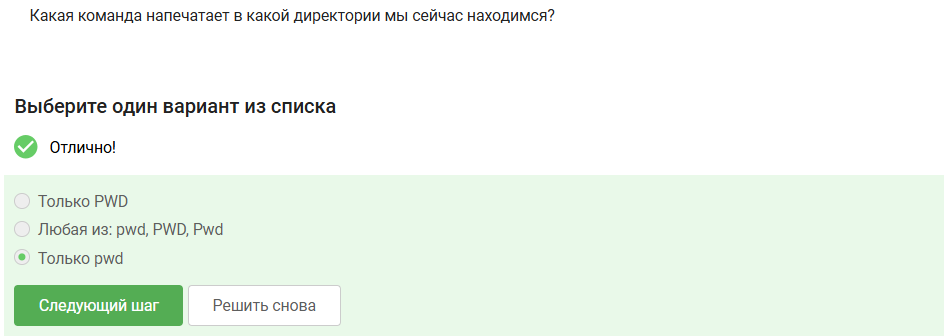 Какая команда напечатает в какой директории мы сейчас находимся?
Выберите один вариант из списка
Отлично!
Только PWD
Любая из: pwd, PWD, Pwd
Только pwd
Следующий шаг
Решить снова